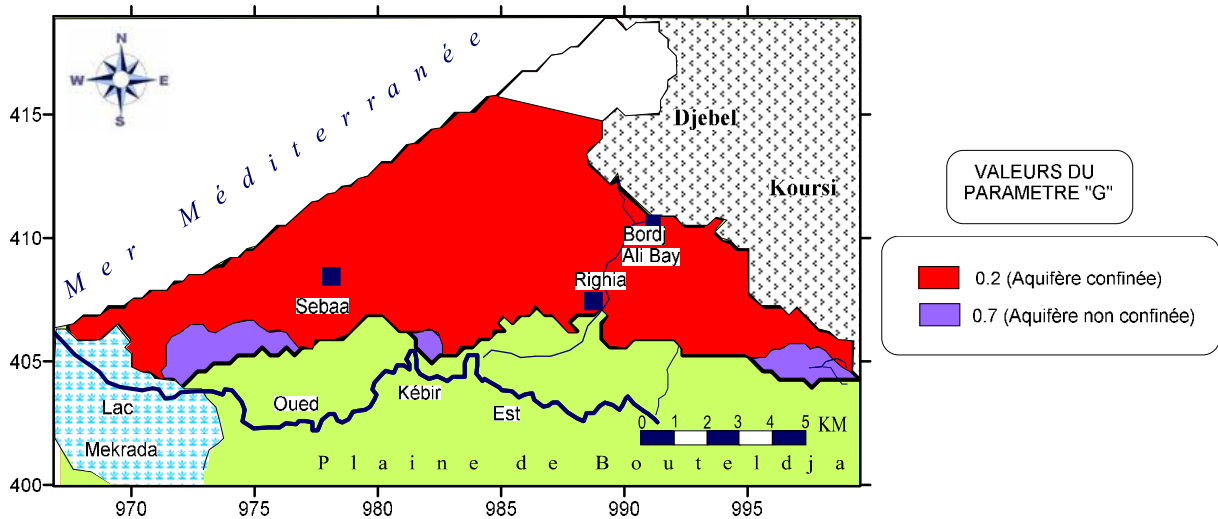 N
W E
S
Mer Méditerranée
Djebel
Koursi
Bordj
Ali Bay
Righia
Sebaa
Lac
Mekrada
Oued
Kébir
Est
0 1 2 3 4 5 KM
Plaine de Bouteldja
415
410
405
400
970 975 980 985 990 995
VALEURS DU
PARAMETRE "G"
0.2 (Aquifère confinée)
0.7 (Aquifère non confinée)